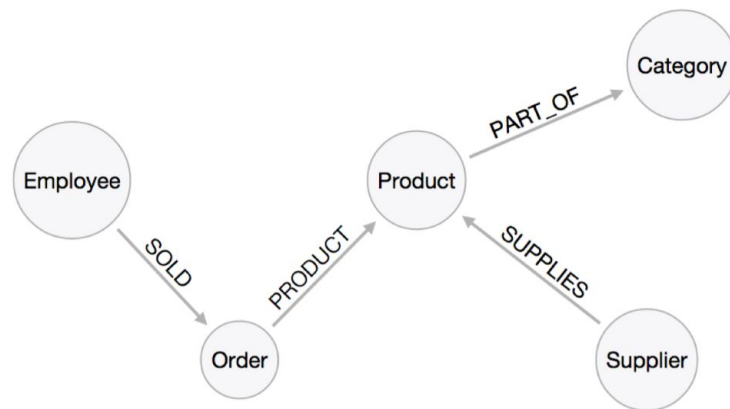 Category
PART_OF
Employee
Product
SOLD
PRODUCT
SUPPLIES
Order
Supplier